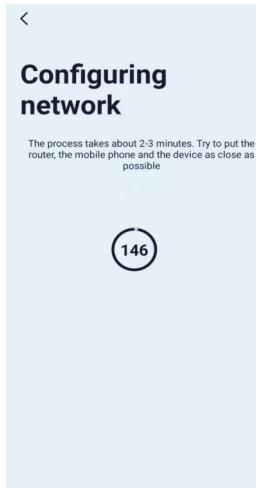 Configuring
network
The process takes about 2-3 minutes. Try to put the
router, the mobile phone and the device as close as
possible
146